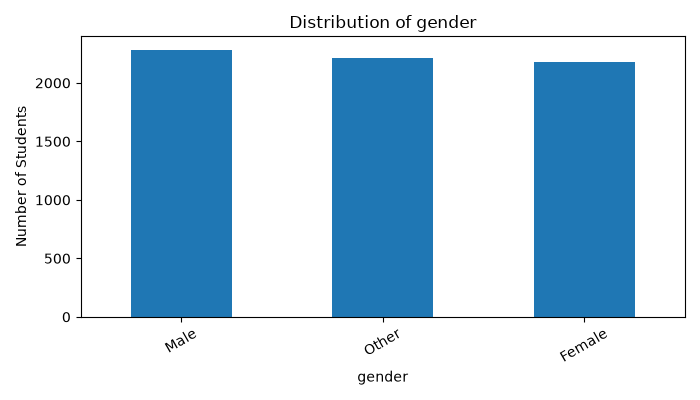 Distribution of gender
Number of Students
2000
1500
1000
500
0
Male
Other
Female
gender